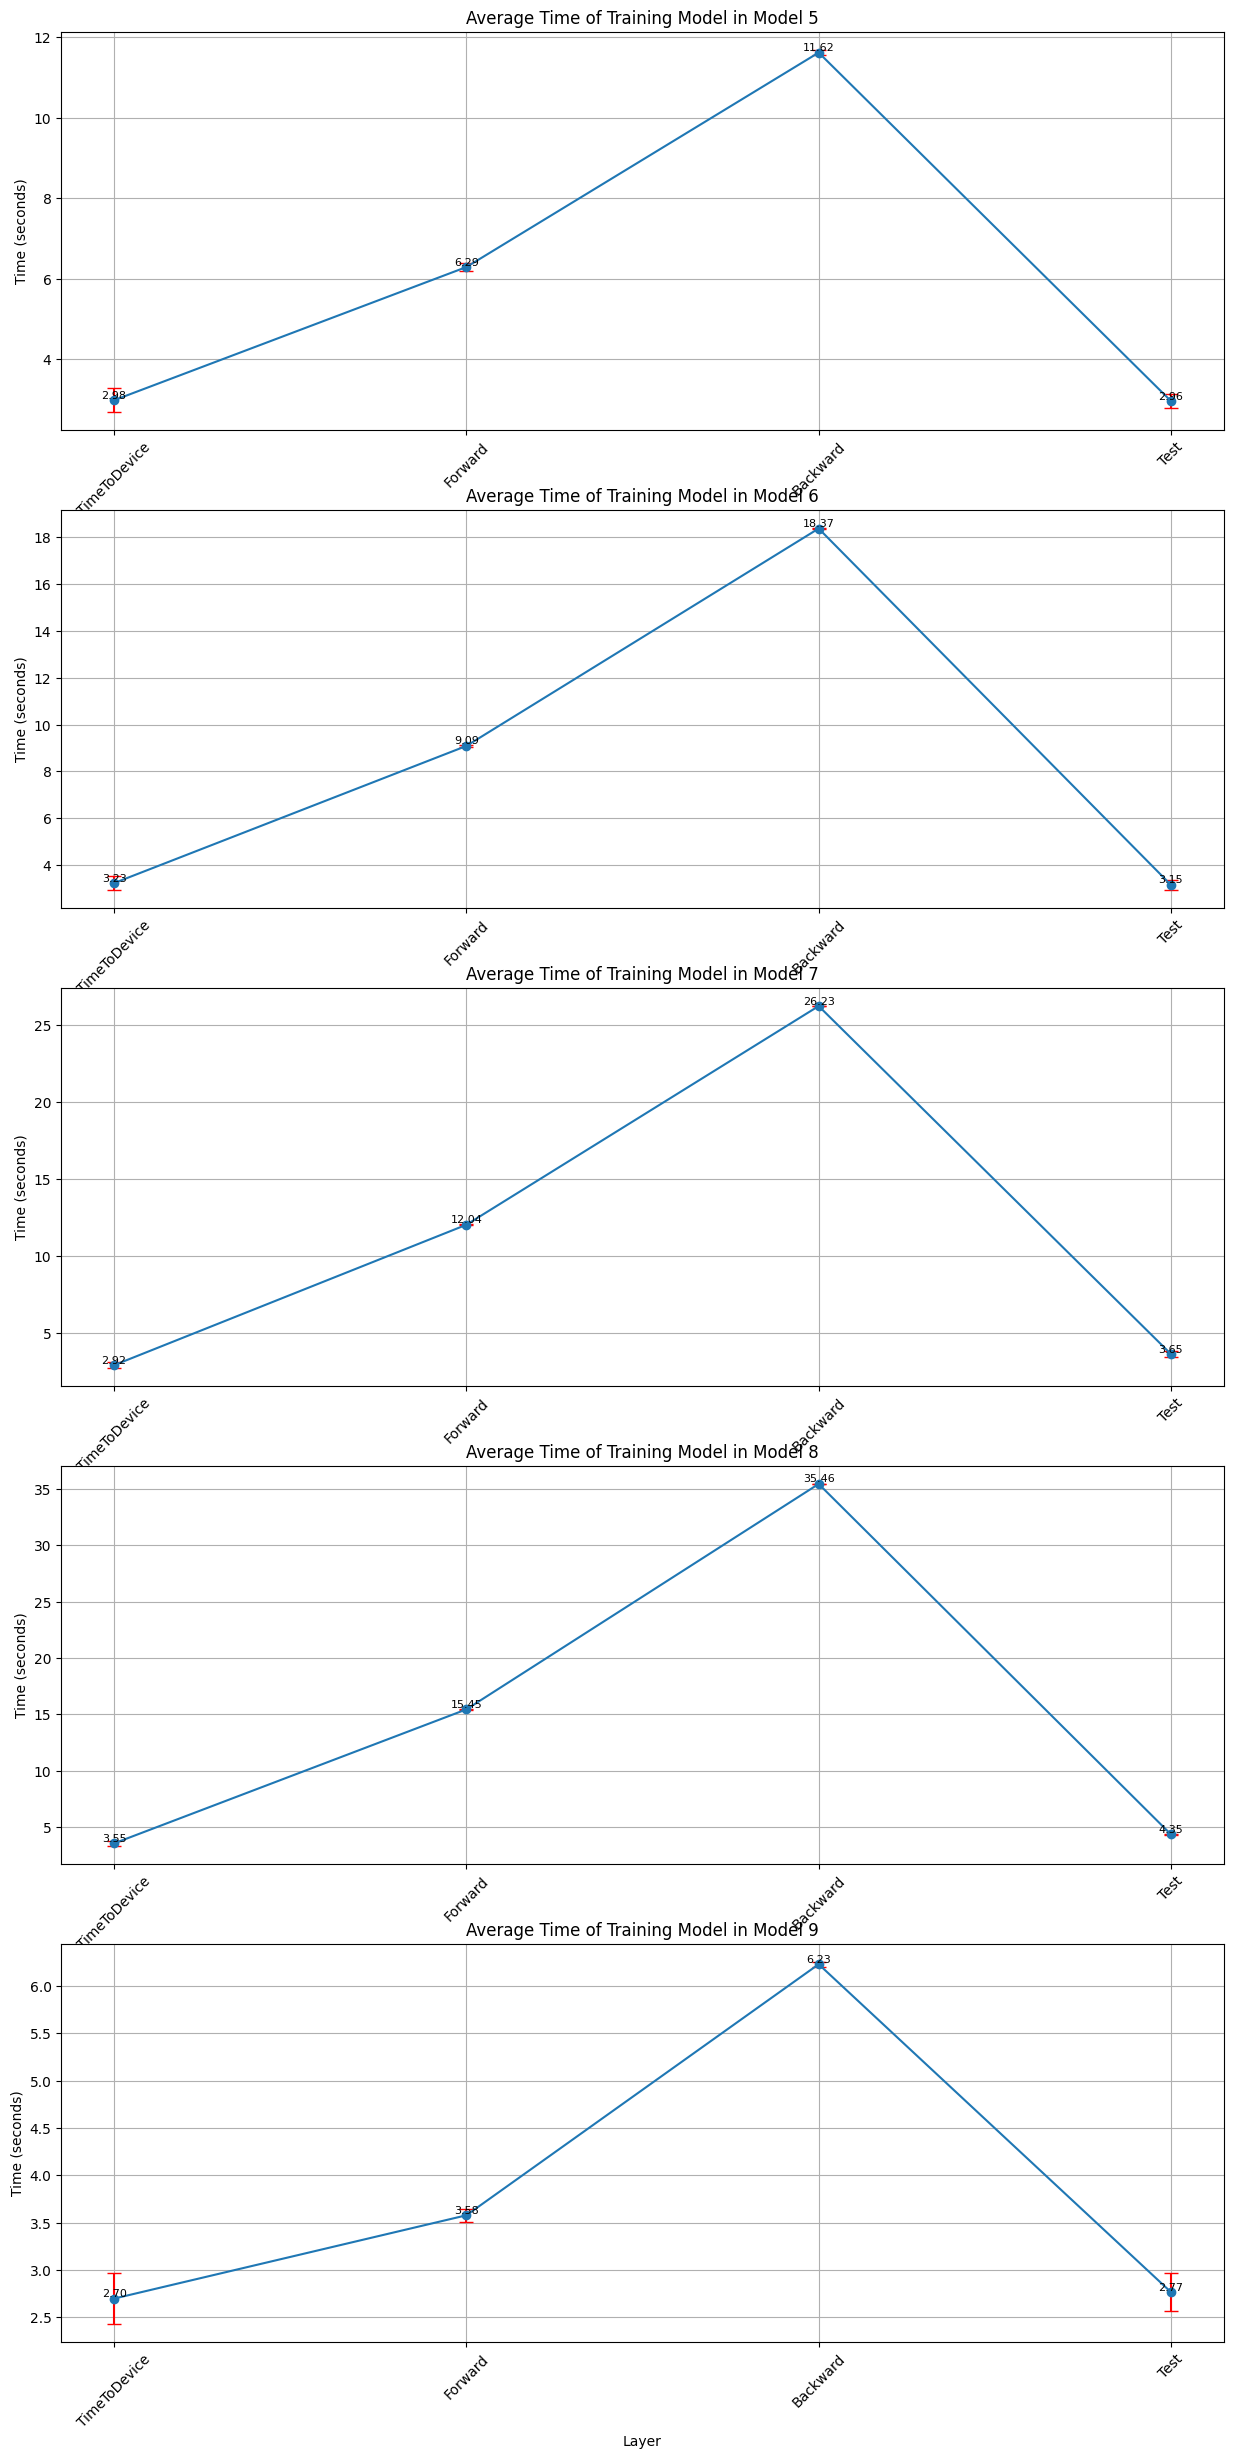 Average Time of Training Model in Model 5
12
10
8
6
4
Time (seconds)
2.98
6.29
11.62
2.96
TimeToDevice
Forward
Backward
Test
Average Time of Training Model in Model 6
18
16
14
12
10
8
6
4
Time (seconds)
3.23
9.09
18.37
3.15
TimeToDevice
Forward
Backward
Test
Average Time of Training Model in Model 7
25
20
15
10
5
Time (seconds)
2.92
12.04
26.23
3.65
TimeToDevice
Forward
Backward
Test
Average Time of Training Model in Model 8
35
30
25
20
15
10
5
Time (seconds)
3.55
15.45
35.46
4.35
TimeToDevice
Forward
Backward
Test
Average Time of Training Model in Model 9
6.0
5.5
5.0
4.5
4.0
3.5
3.0
2.5
Time (seconds)
2.70
3.58
6.23
2.77
TimeToDevice
Forward
Backward
Test
Layer